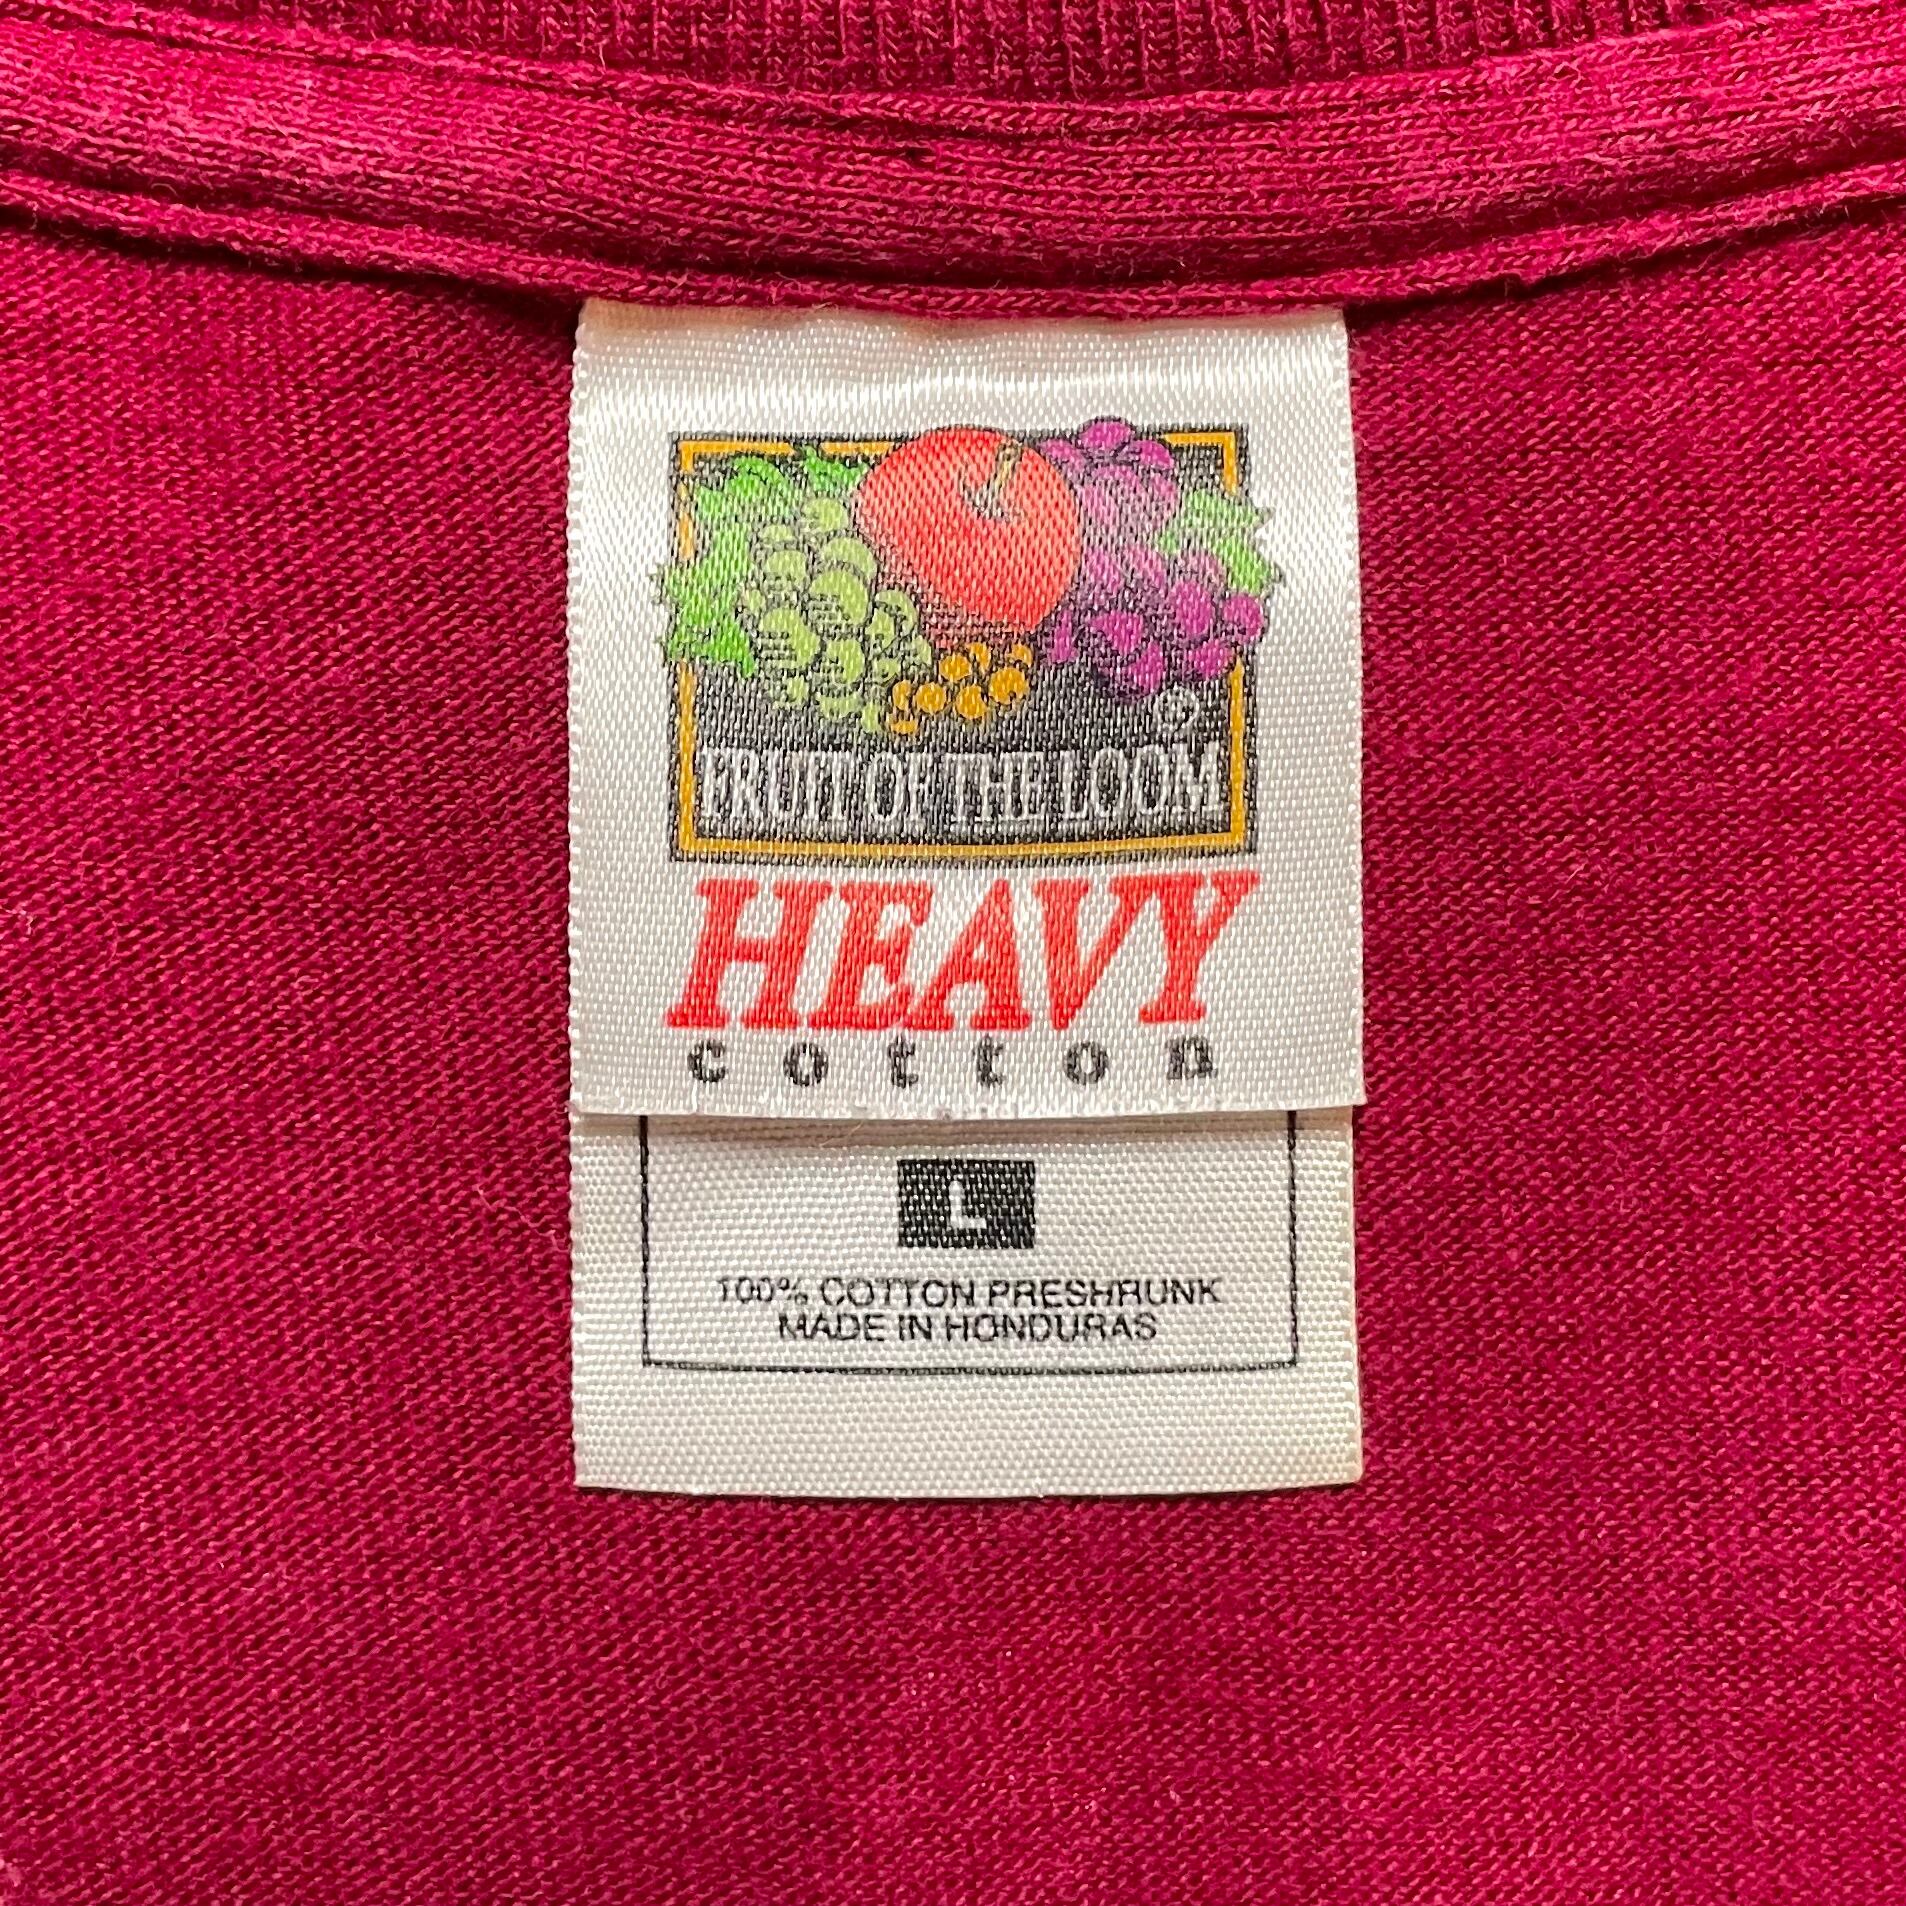 ®
FRUIT OF THE LOOM
HEAVY
cotton
L
100% COTTON PRESHRUNK
MADE IN HONDURAS